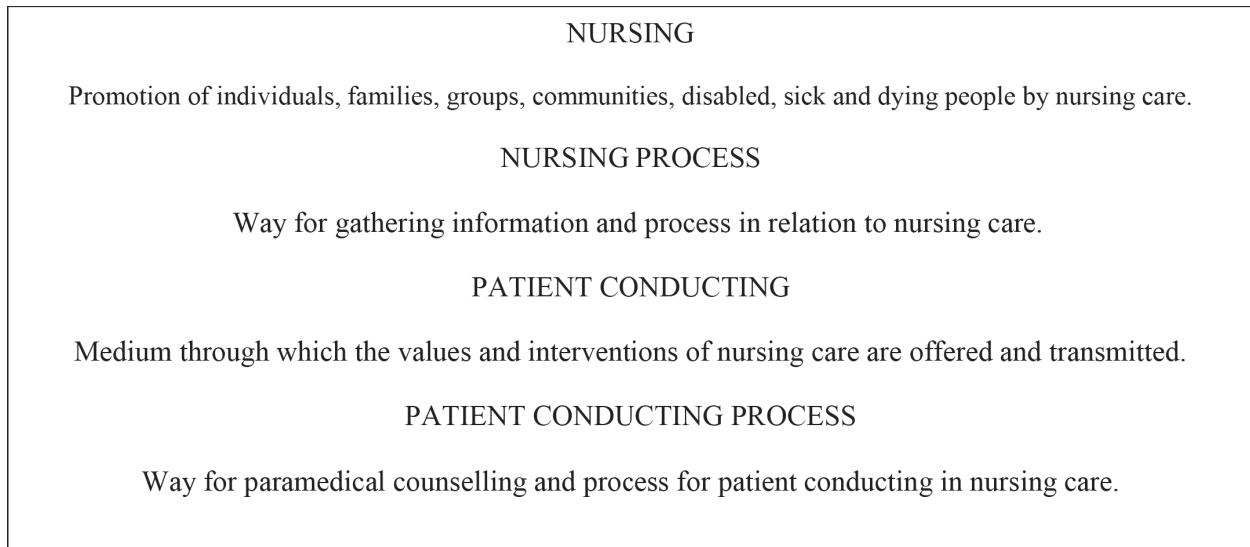 NURSING
Promotion of individuals, families, groups, communities, disabled, sick and dying people by nursing care.
NURSING PROCESS
Way for gathering information and process in relation to nursing care.
PATIENT CONDUCTING
Medium through which the values and interventions of nursing care are offered and transmitted.
PATIENT CONDUCTING PROCESS
Way for paramedical counselling and process for patient conducting in nursing care.